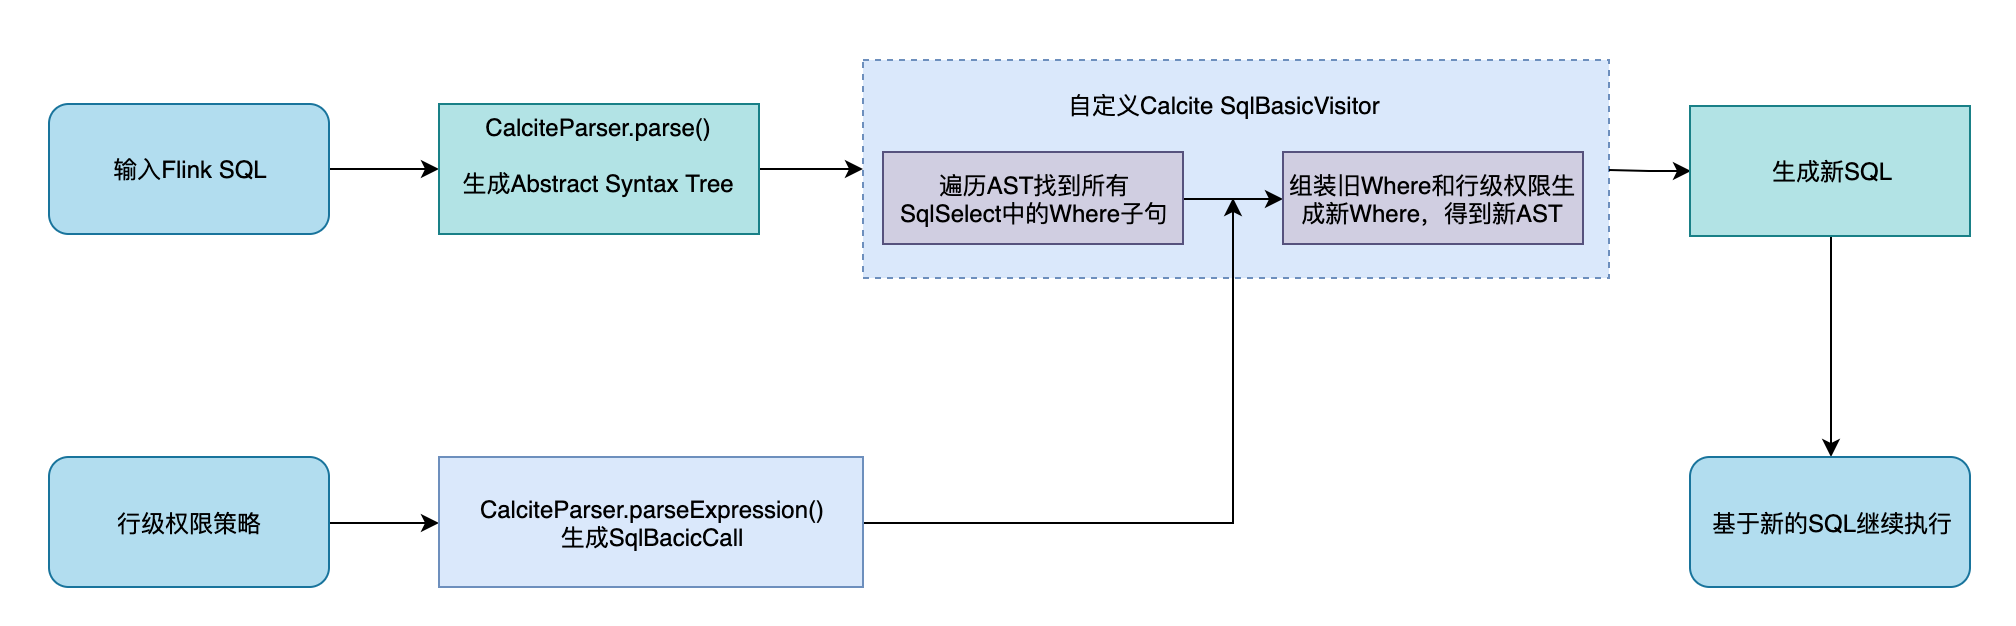 输入Flink SQL
CalciteParser.parse()
生成Abstract Syntax Tree
自定义Calcite SqlBasicVisitor
遍历AST找到所有
SqlSelect中的Where子句
组装旧Where和行级权限生
成新Where，得到新AST
生成新SQL
行级权限策略
CalciteParser.parseExpression()
生成SqlBacicCall
基于新的SQL继续执行